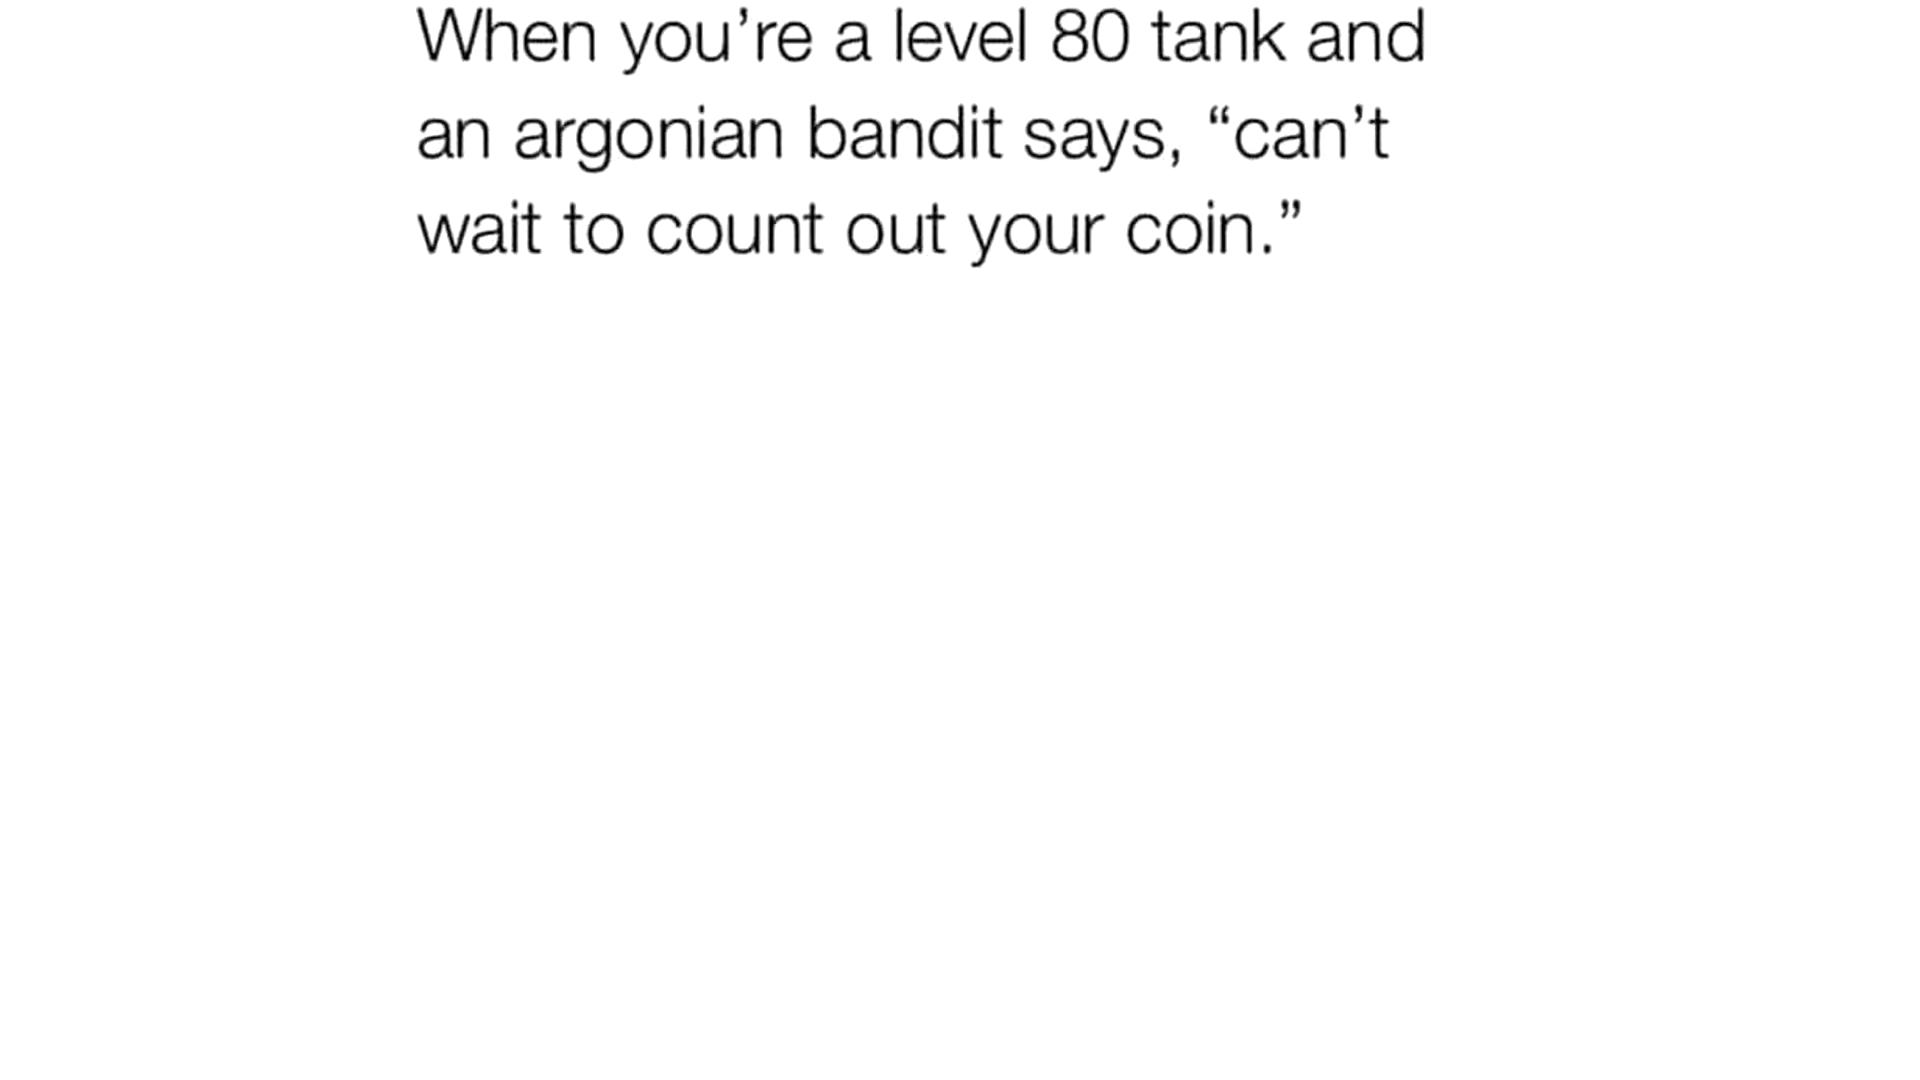 When you’re a level 80 tank and
an argonian bandit says, “can’t
wait to count out your coin.”